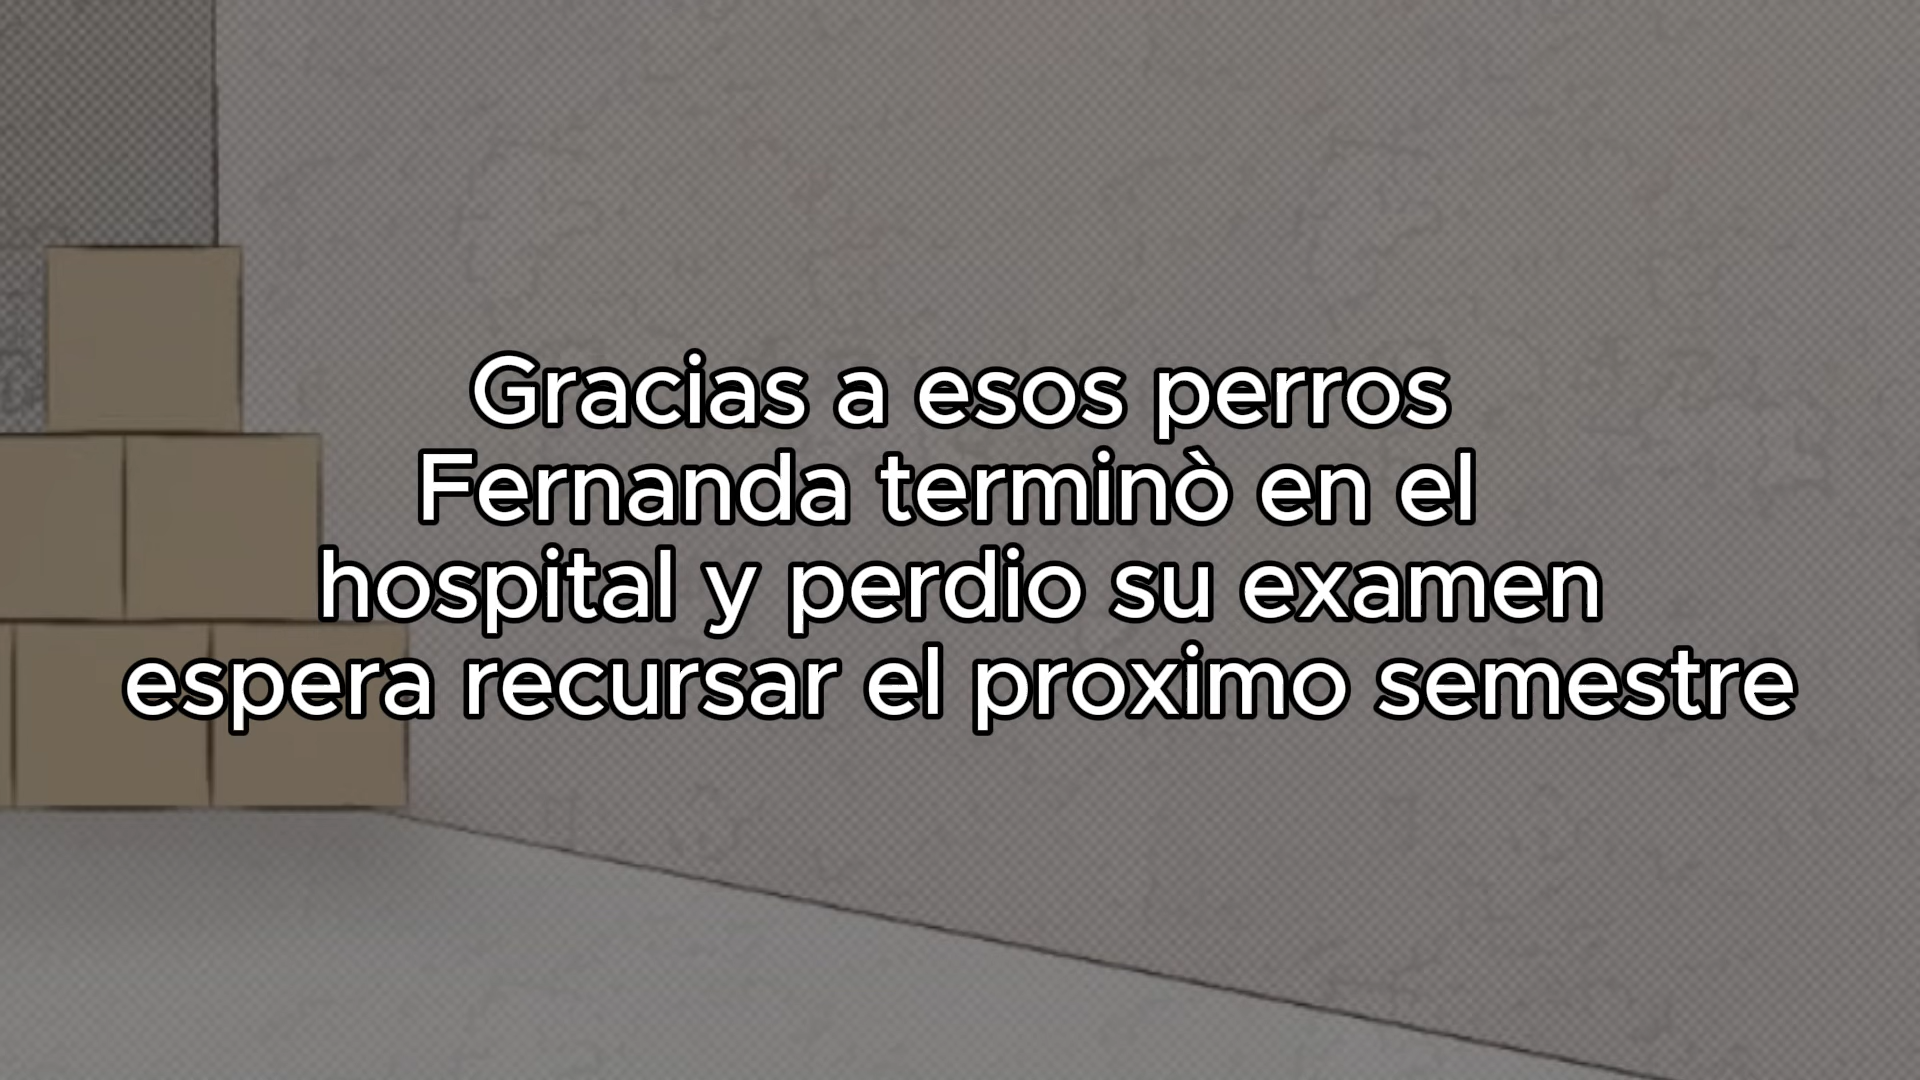 Gracias a esos perros
Fernanda terminò en el
hospital y perdio su examen
espera recursar el proximo semestre